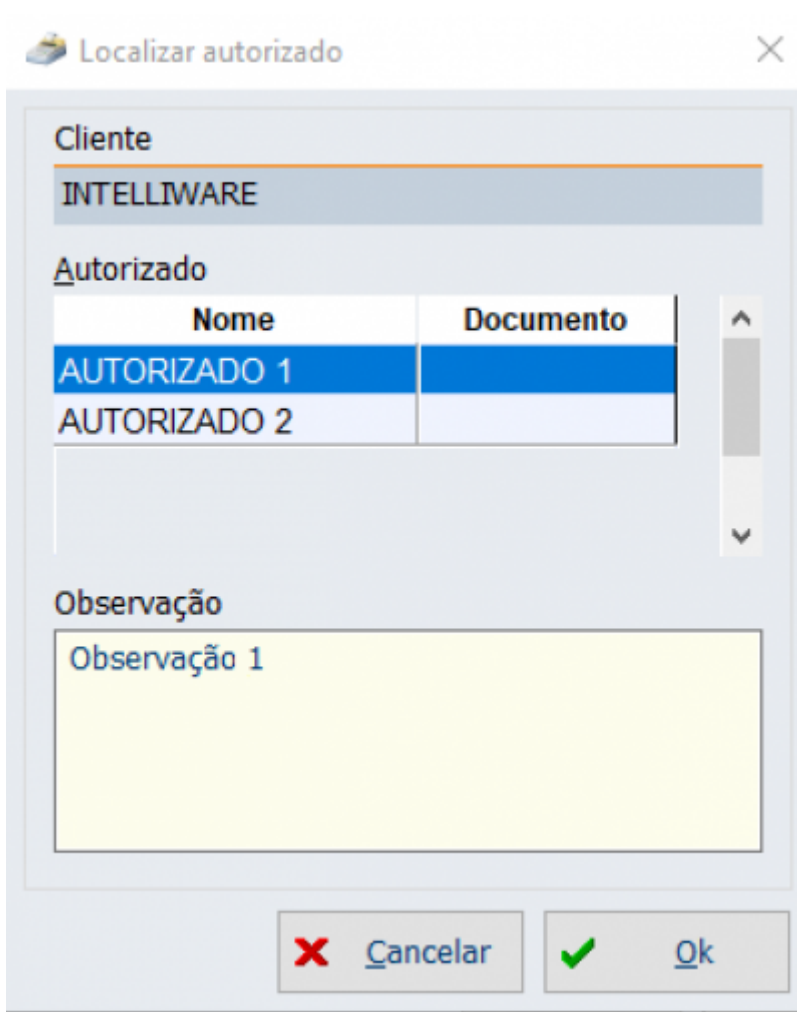 Localizar autorizado
Cliente
INTELLIWARE
Autorizado
Nome Documento
AUTORIZADO 1
AUTORIZADO 2
Observação
Observação 1
Cancelar Ok